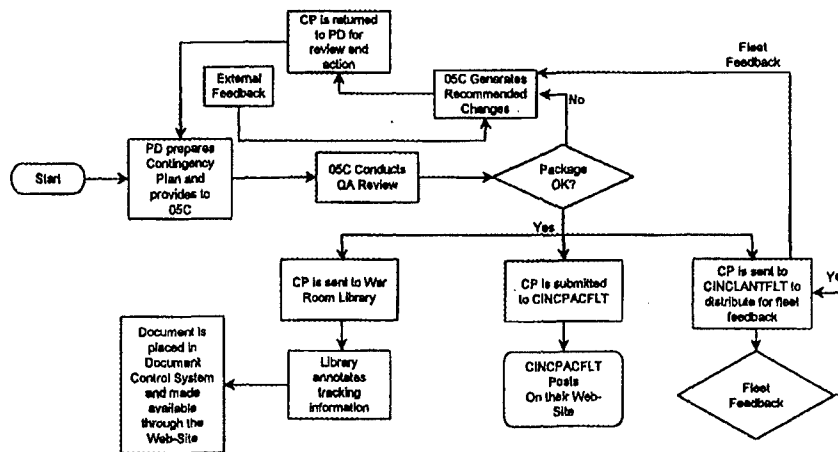 CP is returned
to PD for
review and
action
Fleet
Feedback
External
Feedback
05C Generates
Recommended
Changes
No
Start
PD prepares
Contingency
Plan and
provides to
05C
05C Conducts
QA Review
Package
OK?
Yes
CP is sent to War
Room Library
CP is submitted
to CINCPACFLT
CP is sent to
CINCLANTFLT to
distribute for fleet
feedback
Document is
placed in
Document
Control System
and made
available
through the
Web-Site
Library
annotates
tracking
information
CINCPACFLT
Posts
On their Web-
Site
Fleet
Feedback